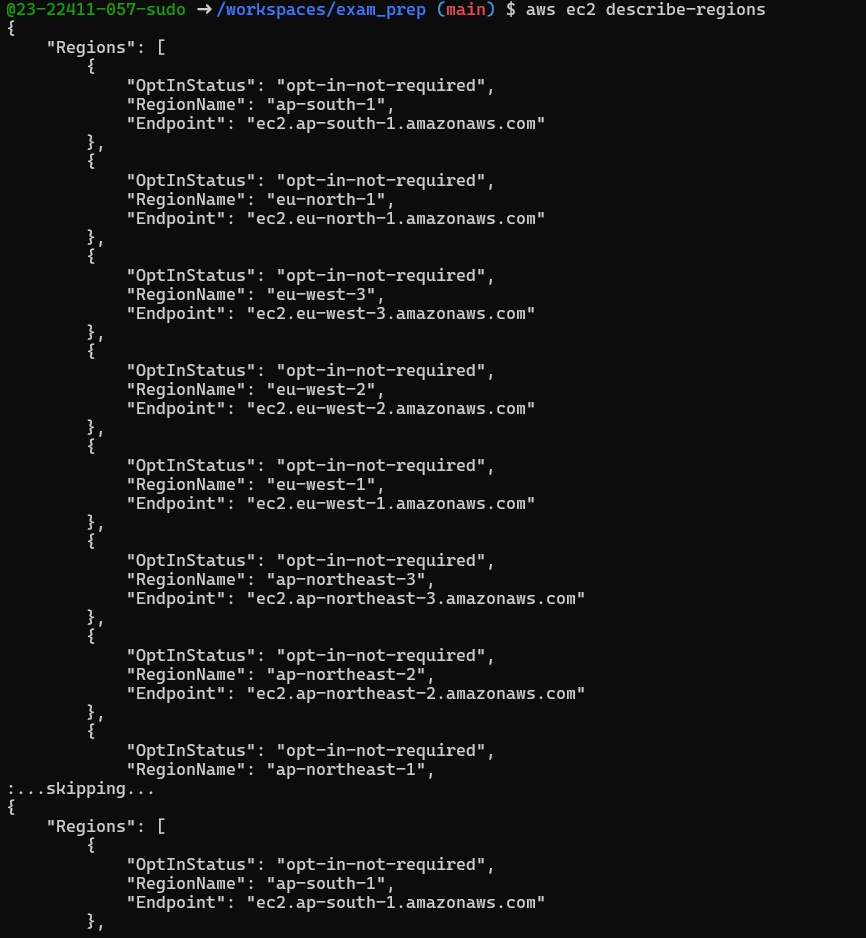 @23-22411-057-sudo → /workspaces/exam_prep (main) $ aws ec2 describe-regions
{
    "Regions": [
        {
            "OptInStatus": "opt-in-not-required",
            "RegionName": "ap-south-1",
            "Endpoint": "ec2.ap-south-1.amazonaws.com"
        },
        {
            "OptInStatus": "opt-in-not-required",
            "RegionName": "eu-north-1",
            "Endpoint": "ec2.eu-north-1.amazonaws.com"
        },
        {
            "OptInStatus": "opt-in-not-required",
            "RegionName": "eu-west-3",
            "Endpoint": "ec2.eu-west-3.amazonaws.com"
        },
        {
            "OptInStatus": "opt-in-not-required",
            "RegionName": "eu-west-2",
            "Endpoint": "ec2.eu-west-2.amazonaws.com"
        },
        {
            "OptInStatus": "opt-in-not-required",
            "RegionName": "eu-west-1",
            "Endpoint": "ec2.eu-west-1.amazonaws.com"
        },
        {
            "OptInStatus": "opt-in-not-required",
            "RegionName": "ap-northeast-3",
            "Endpoint": "ec2.ap-northeast-3.amazonaws.com"
        },
        {
            "OptInStatus": "opt-in-not-required",
            "RegionName": "ap-northeast-2",
            "Endpoint": "ec2.ap-northeast-2.amazonaws.com"
        },
        {
            "OptInStatus": "opt-in-not-required",
            "RegionName": "ap-northeast-1",
:...skipping...
{
    "Regions": [
        {
            "OptInStatus": "opt-in-not-required",
            "RegionName": "ap-south-1",
            "Endpoint": "ec2.ap-south-1.amazonaws.com"
        },